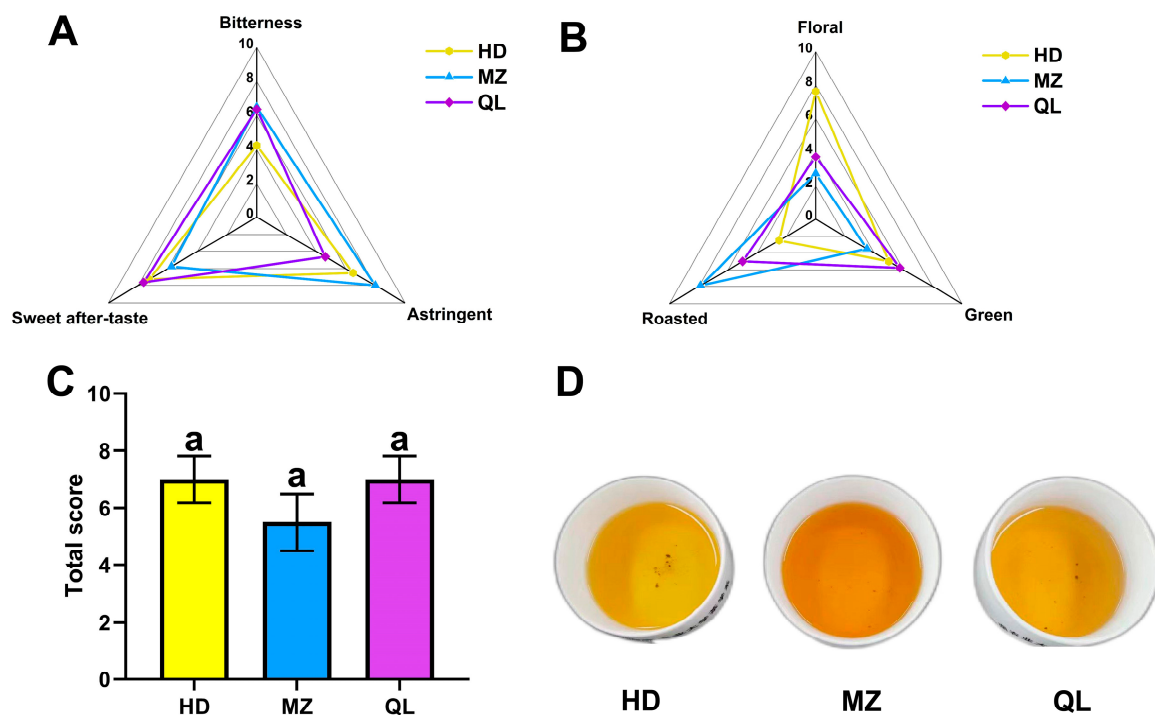 A
Bitterness
10
8
6
4
2
0
Sweet after-taste
Astringent
HD
MZ
QL
B
Floral
10
8
6
4
2
0
Roasted
Green
HD
MZ
QL
C
Total score
10
8
6
4
2
0
a
a
a
HD
MZ
QL
D
HD
MZ
QL